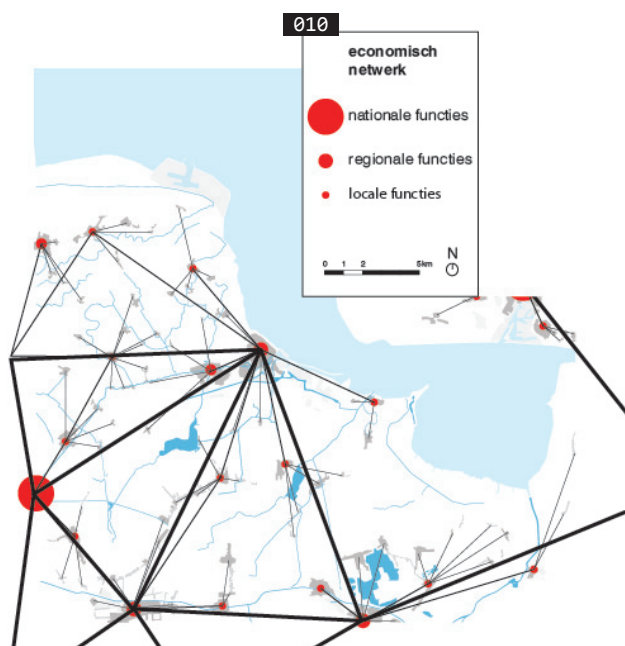 010
economisch
netwerk
nationale functies
regionale functies
locale functies
0 1 2 5km
N